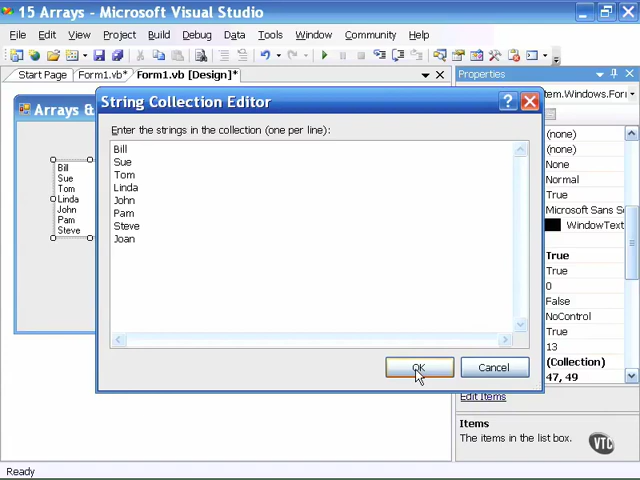 15 Arrays - Microsoft Visual Studio
File Edit View Project Build Debug Data Tools Window Community Help
Start Page Form1.vb* Form1.vb [Design]*
Properties
Arrays &
Bill
Sue
Tom
Linda
John
Pam
Steve
String Collection Editor
Enter the strings in the collection (one per line):
Bill
Sue
Tom
Linda
John
Pam
Steve
Joan
OK Cancel
tem.Windows.For
(none)
(none)
None
Normal
True
Microsoft Sans S
WindowText
True
True
0
False
NoControl
True
13
(Collection)
47, 49
Edit Items
Items
The items in the list box.
VTC
Ready